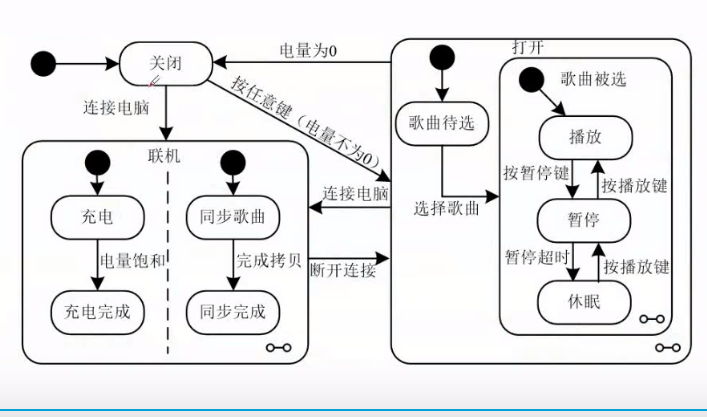 电量为0
打开
关闭
歌曲被选
按任意键（电量不为0）
连接电脑
歌曲待选
播放
联机
按暂停键
按播放键
连接电脑
选择歌曲
充电
同步歌曲
暂停
电量饱和
完成拷贝
断开连接
暂停超时
按播放键
充电完成
同步完成
休眠